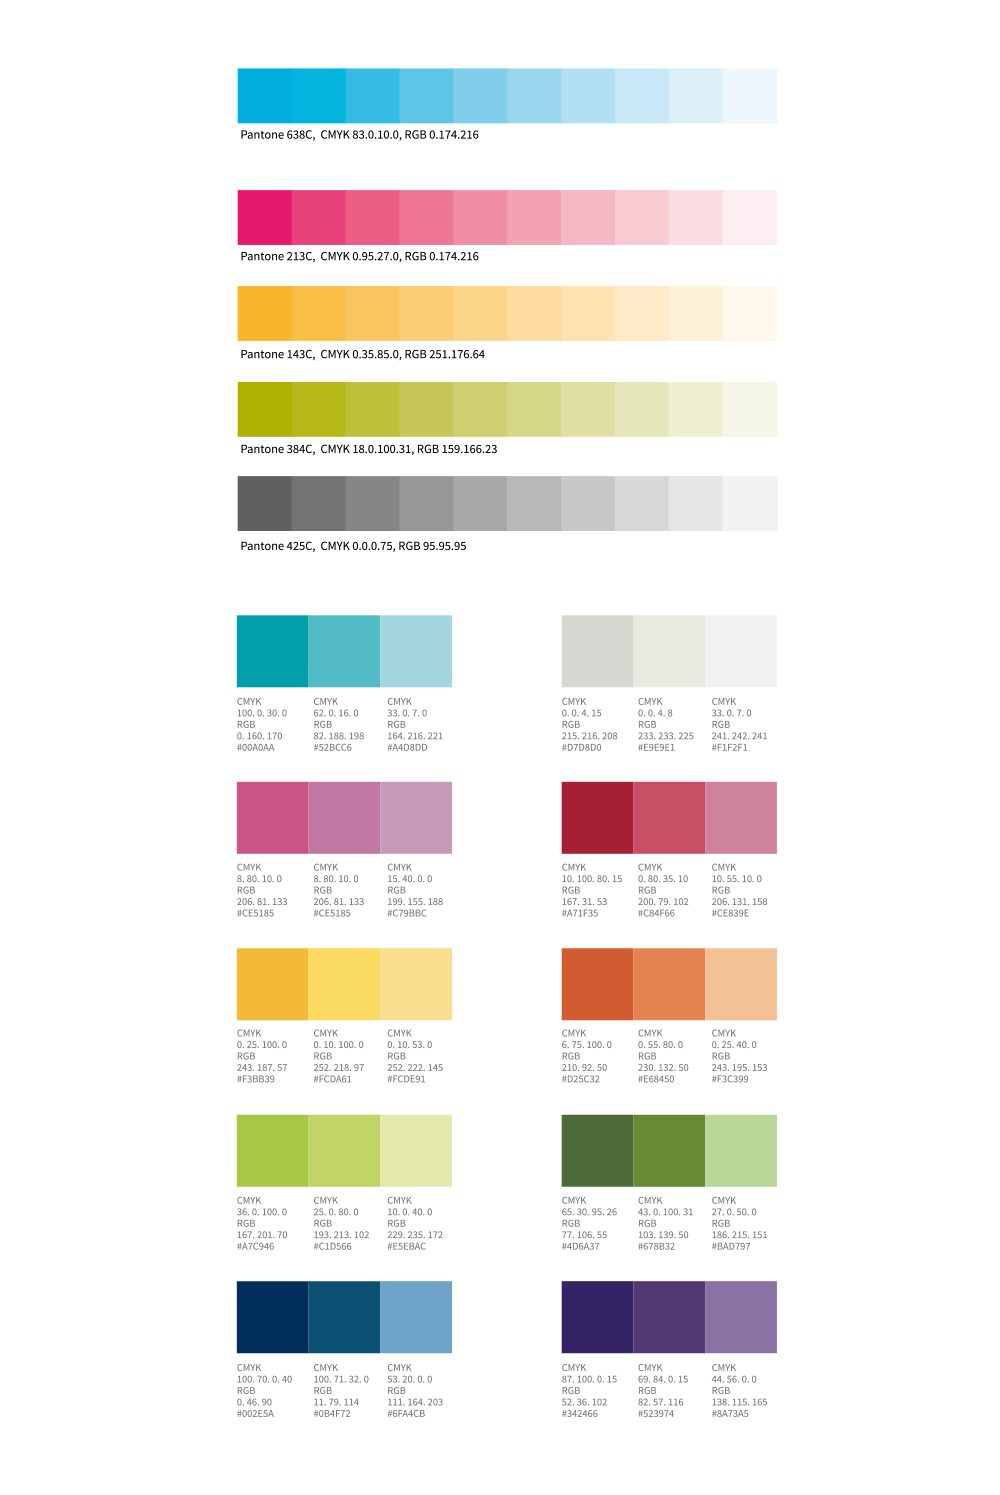 Pantone 638C,  CMYK 83.0.10.0, RGB 0.174.216
Pantone 213C,  CMYK 0.95.27.0, RGB 0.174.216
Pantone 143C,  CMYK 0.35.85.0, RGB 251.176.64
Pantone 384C,  CMYK 18.0.100.31, RGB 159.166.23
Pantone 425C,  CMYK 0.0.0.75, RGB 95.95.95
CMYK
100. 0. 30. 0
RGB
0. 160. 170
#00A0AA
CMYK
62. 0. 16. 0
RGB
82. 188. 198
#52BCC6
CMYK
33. 0. 7. 0
RGB
164. 216. 221
#A4D8DD
CMYK
0. 0. 4. 15
RGB
215. 216. 208
#D7D8D0
CMYK
0. 0. 4. 8
RGB
233. 233. 225
#E9E9E1
CMYK
33. 0. 7. 0
RGB
241. 242. 241
#F1F2F1
CMYK
8. 80. 10. 0
RGB
206. 81. 133
#CE5185
CMYK
8. 80. 10. 0
RGB
206. 81. 133
#CE5185
CMYK
15. 40. 0. 0
RGB
199. 155. 188
#C79BBC
CMYK
10. 100. 80. 15
RGB
167. 31. 53
#A71F35
CMYK
0. 80. 35. 10
RGB
200. 79. 102
#C84F66
CMYK
10. 55. 10. 0
RGB
206. 131. 158
#CE839E
CMYK
0. 25. 100. 0
RGB
243. 187. 57
#F3BB39
CMYK
0. 10. 100. 0
RGB
252. 218. 97
#FCDA61
CMYK
0. 10. 53. 0
RGB
252. 222. 145
#FCDE91
CMYK
6. 75. 100. 0
RGB
210. 92. 50
#D25C32
CMYK
0. 55. 80. 0
RGB
230. 132. 50
#E68450
CMYK
0. 25. 40. 0
RGB
243. 195. 153
#F3C399
CMYK
36. 0. 100. 0
RGB
167. 201. 70
#A7C946
CMYK
25. 0. 80. 0
RGB
193. 213. 102
#C1D566
CMYK
10. 0. 40. 0
RGB
229. 235. 172
#E5EBAC
CMYK
65. 30. 95. 26
RGB
77. 106. 55
#4D6A37
CMYK
43. 0. 100. 31
RGB
103. 139. 50
#678B32
CMYK
27. 0. 50. 0
RGB
186. 215. 151
#BAD797
CMYK
100. 70. 0. 40
RGB
0. 46. 90
#002E5A
CMYK
100. 71. 32. 0
RGB
11. 79. 114
#0B4F72
CMYK
53. 20. 0. 0
RGB
111. 164. 203
#6FA4CB
CMYK
87. 100. 0. 15
RGB
52. 36. 102
#342466
CMYK
69. 84. 0. 15
RGB
82. 57. 116
#523974
CMYK
44. 56. 0. 0
RGB
138. 115. 165
#8A73A5